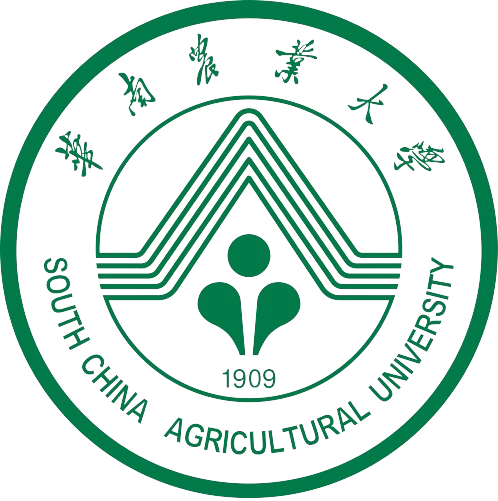 華南農業大學
1909
SOUTH CHINA AGRICULTURAL UNIVERSITY